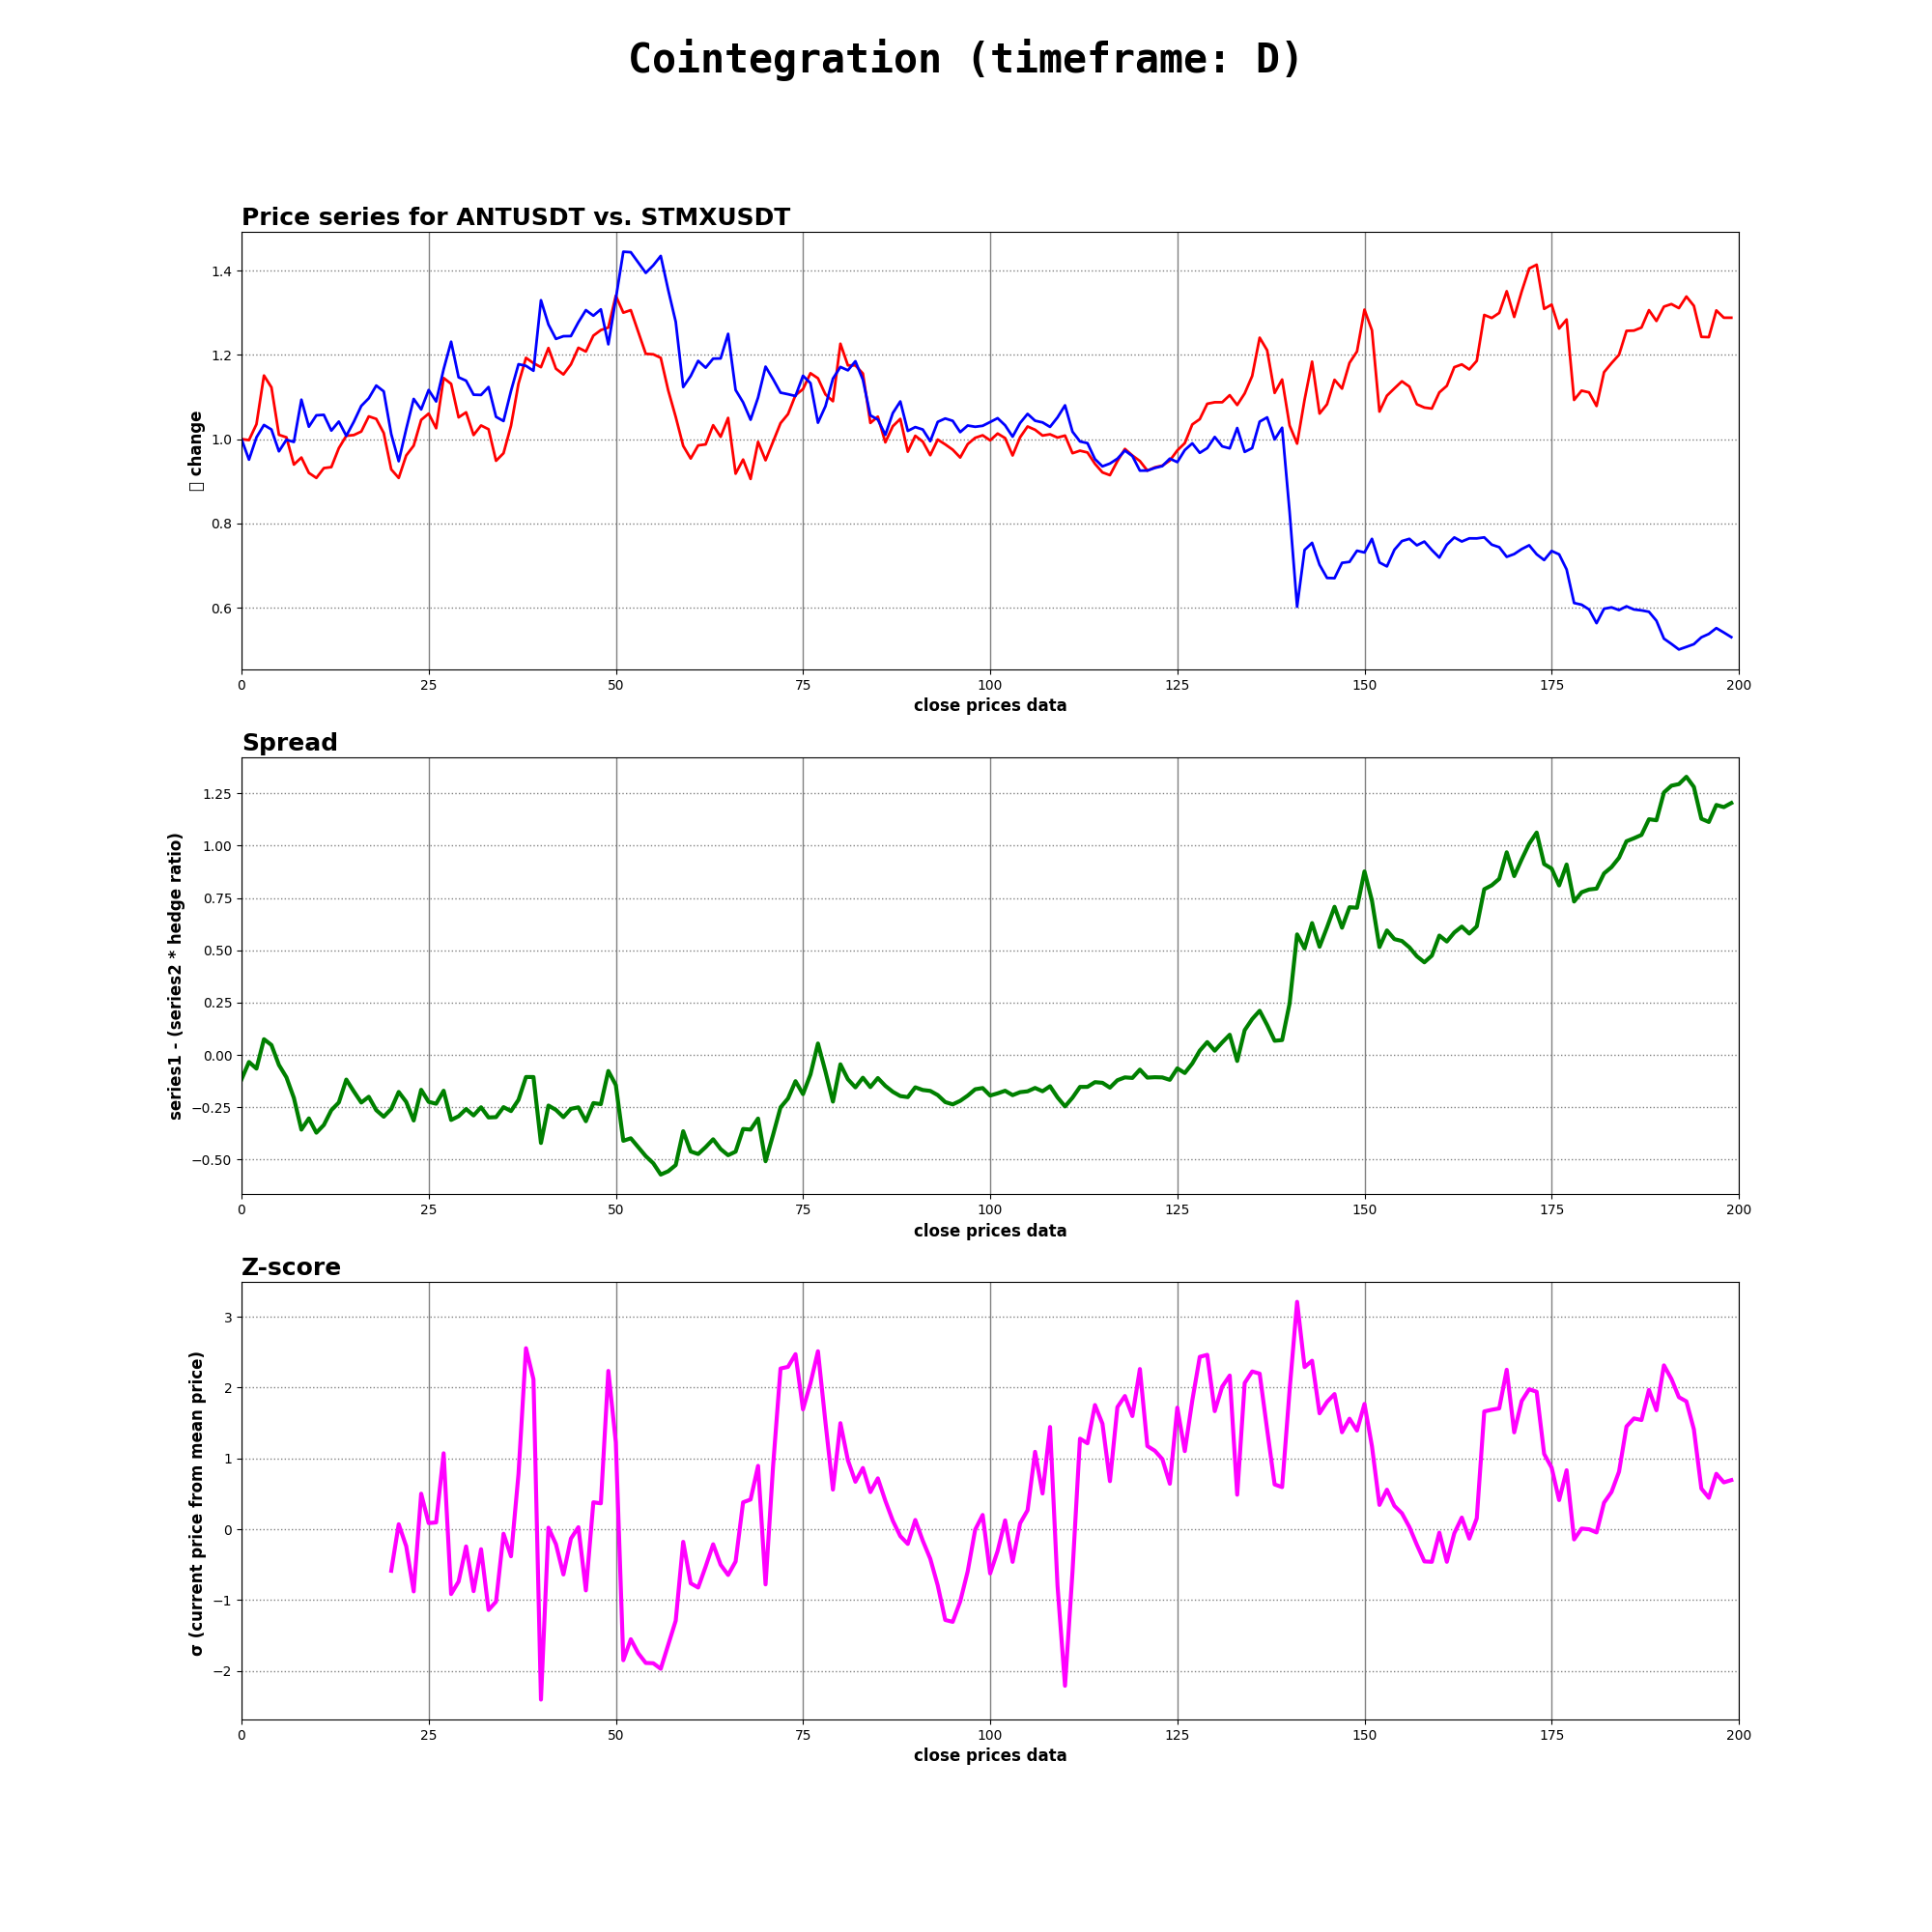 Cointegration (timeframe: D)
Price series for ANTUSDT vs. STMXUSDT
change
1.4
1.2
1.0
0.8
0.6
0 25 50 75 100 125 150 175 200
close prices data
Spread
series1 - (series2 * hedge ratio)
1.25
1.00
0.75
0.50
0.25
0.00
−0.25
−0.50
0 25 50 75 100 125 150 175 200
close prices data
Z-score
σ (current price from mean price)
3
2
1
0
−1
−2
0 25 50 75 100 125 150 175 200
close prices data